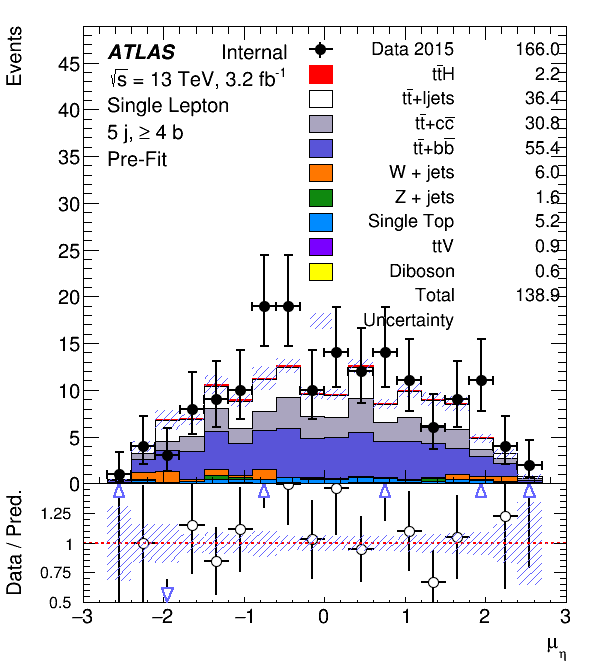 Events
ATLAS Internal
√s = 13 TeV, 3.2 fb⁻¹
Single Lepton
5 j, ≥ 4 b
Pre-Fit
Data 2015 166.0
tt̄H 2.2
tt̄+ljets 36.4
tt̄+cc̄ 30.8
tt̄+bb̄ 55.4
W + jets 6.0
Z + jets 1.6
Single Top 5.2
ttV 0.9
Diboson 0.6
Total 138.9
Uncertainty
45
40
35
30
25
20
15
10
5
0
Data / Pred.
1.25
1
0.75
0.5
−3 −2 −1 0 1 2 3
μ_η